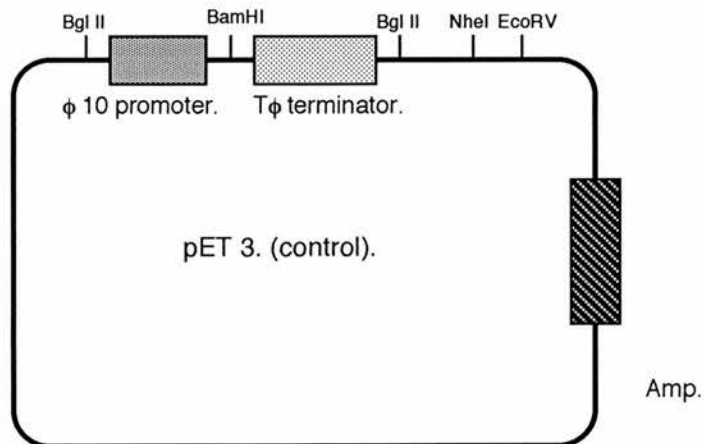 Bgl II BamHI Bgl II NheI EcoRV
ϕ 10 promoter. Tϕ terminator.
pET 3. (control).
Amp.